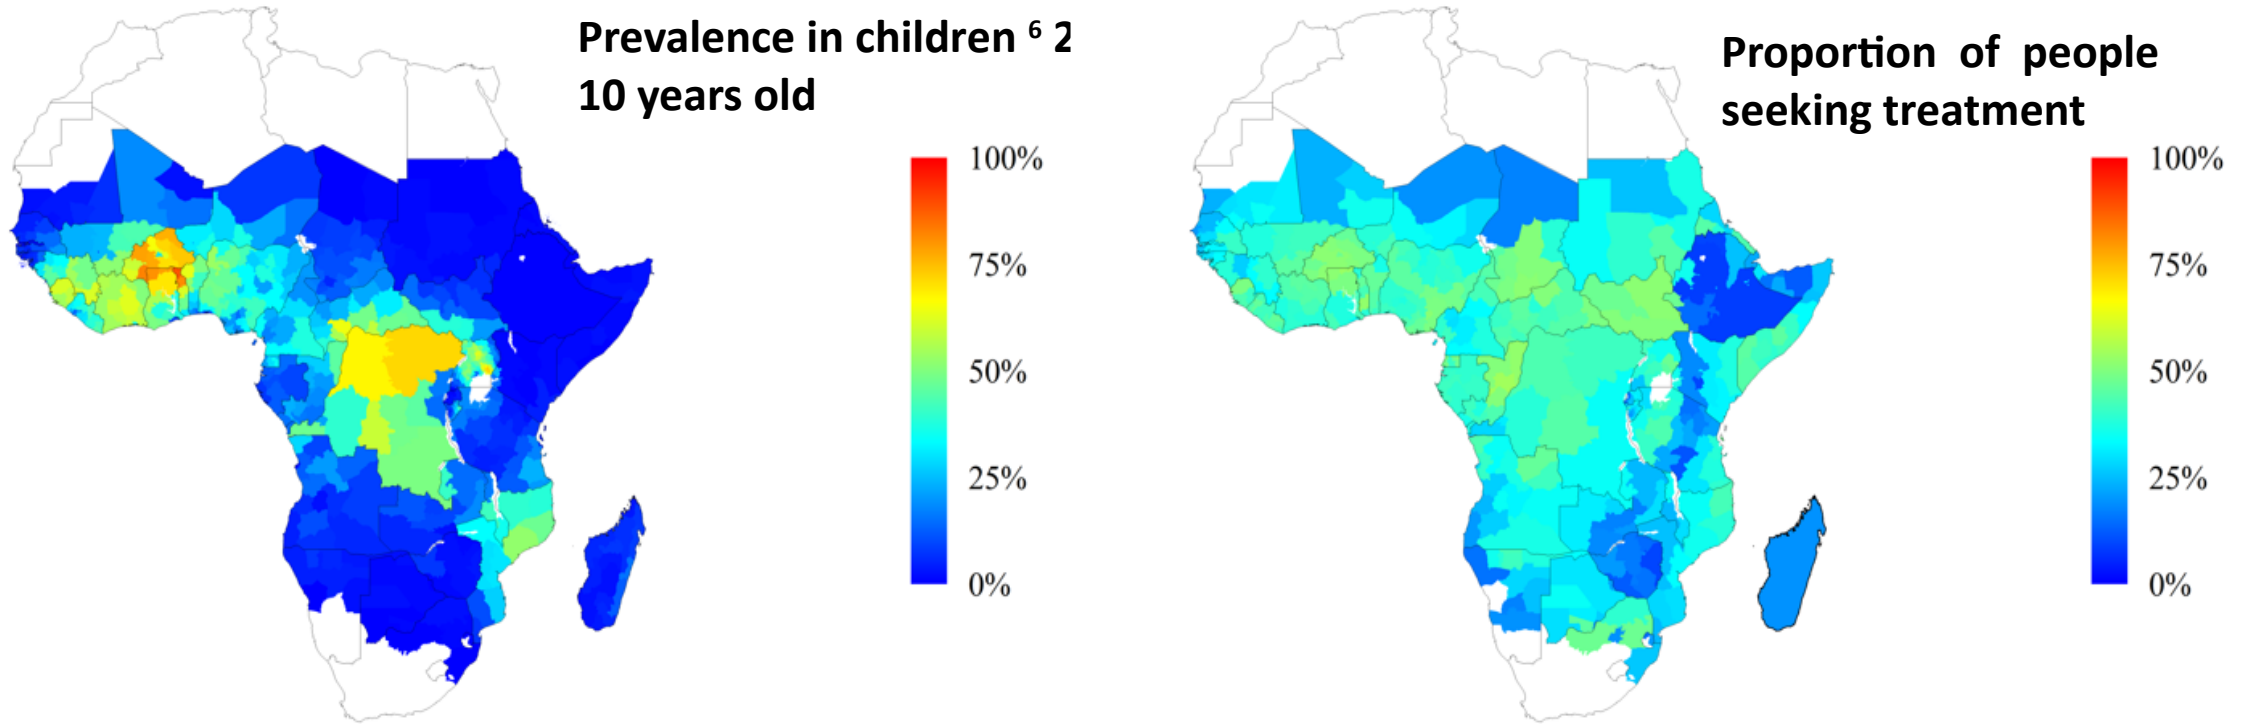 Prevalence in children ⁶ 2
10 years old
100%
75%
50%
25%
0%
Proportion of people
seeking treatment
100%
75%
50%
25%
0%